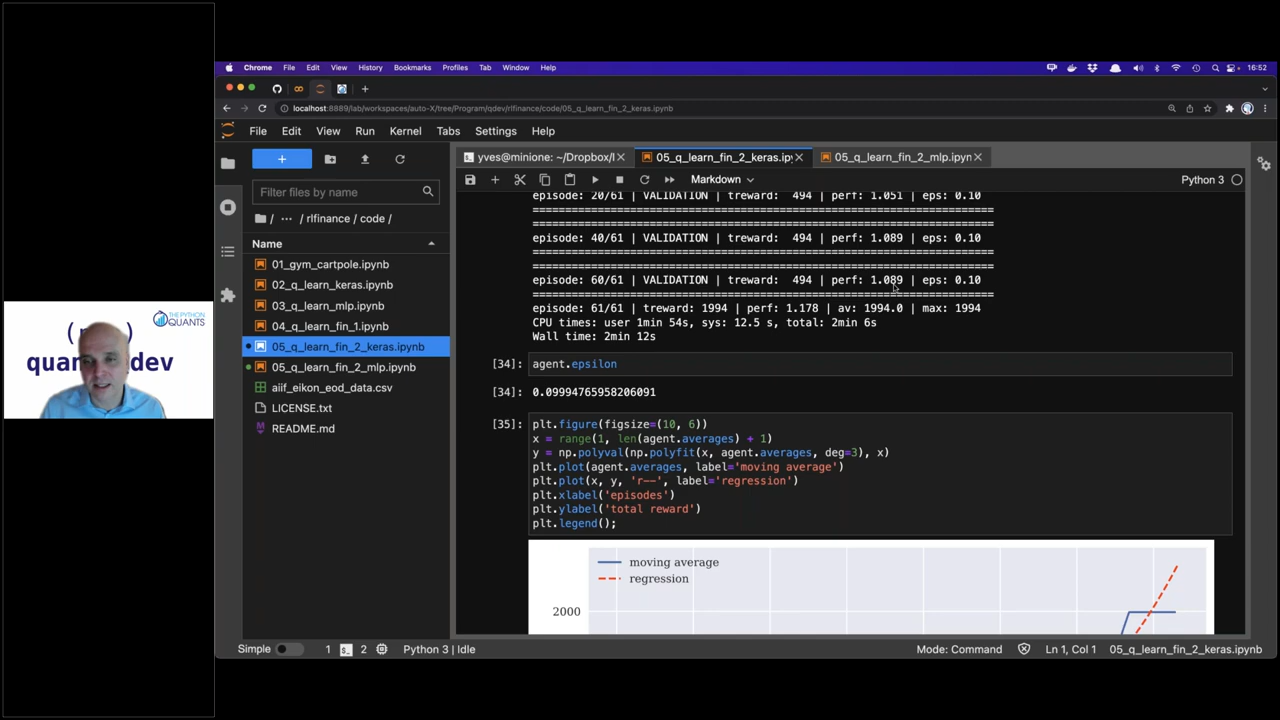 Chrome File Edit View History Bookmarks Profiles Tab Window Help 16:52
localhost:8889/lab/workspaces/auto-X/tree/Program/qdev/rlfinance/code/05_q_learn_fin_2_keras.ipynb
File Edit View Run Kernel Tabs Settings Help
yves@minione: ~/Dropbox/ 05_q_learn_fin_2_keras.ipy 05_q_learn_fin_2_mlp.ipyn
Markdown Python 3
Filter files by name
/ ··· / rlfinance / code /
Name
01_gym_cartpole.ipynb
02_q_learn_keras.ipynb
03_q_learn_mlp.ipynb
04_q_learn_fin_1.ipynb
05_q_learn_fin_2_keras.ipynb
05_q_learn_fin_2_mlp.ipynb
aiif_eikon_eod_data.csv
LICENSE.txt
README.md
episode: 20/61 | VALIDATION | treward: 494 | perf: 1.051 | eps: 0.10
==================================================================
==================================================================
episode: 40/61 | VALIDATION | treward: 494 | perf: 1.089 | eps: 0.10
==================================================================
==================================================================
episode: 60/61 | VALIDATION | treward: 494 | perf: 1.089 | eps: 0.10
==================================================================
episode: 61/61 | treward: 1994 | perf: 1.178 | av: 1994.0 | max: 1994
CPU times: user 1min 54s, sys: 12.5 s, total: 2min 6s
Wall time: 2min 12s
[34]: agent.epsilon
[34]: 0.09994765958206091
[35]: plt.figure(figsize=(10, 6))
x = range(1, len(agent.averages) + 1)
y = np.polyval(np.polyfit(x, agent.averages, deg=3), x)
plt.plot(agent.averages, label='moving average')
plt.plot(x, y, 'r--', label='regression')
plt.xlabel('episodes')
plt.ylabel('total reward')
plt.legend();
moving average
regression
2000
Simple 1 2 Python 3 | Idle Mode: Command Ln 1, Col 1 05_q_learn_fin_2_keras.ipynb
THE PYTHON
QUANTS